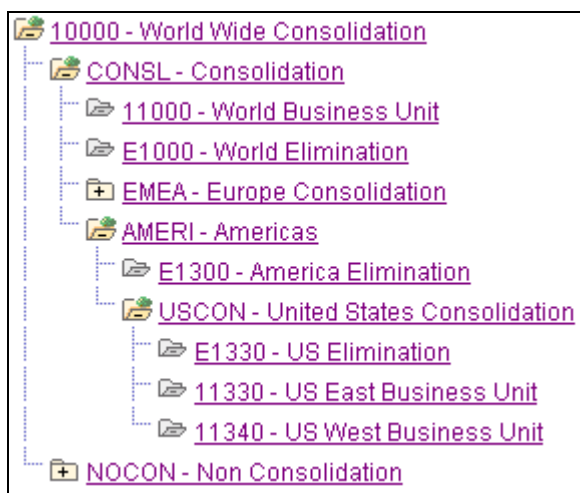 10000 - World Wide Consolidation
CONSL - Consolidation
11000 - World Business Unit
E1000 - World Elimination
EMEA - Europe Consolidation
AMERI - Americas
E1300 - America Elimination
USCON - United States Consolidation
E1330 - US Elimination
11330 - US East Business Unit
11340 - US West Business Unit
NOCON - Non Consolidation